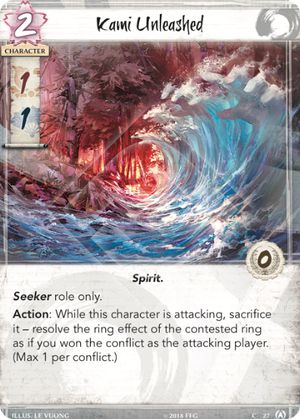 Kami Unleashed
2
CHARACTER
1
1
0
Spirit.
Seeker role only.
Action: While this character is attacking, sacrifice
it – resolve the ring effect of the contested ring
as if you won the conflict as the attacking player.
(Max 1 per conflict.)
ILLUS. LE VUONG
© 2018 FFG
C 27